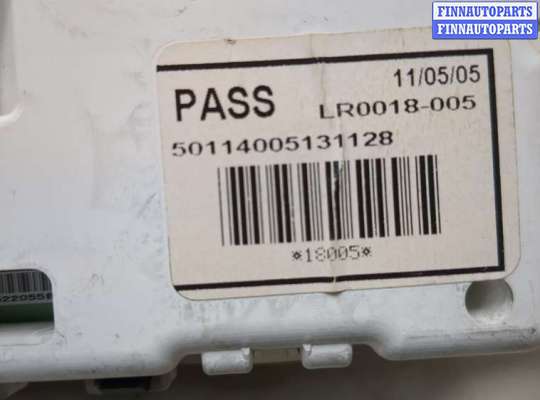 FINNAUTOPARTS
FINNAUTOPARTS
11/05/05
PASS
LR0018-005
50114005131128
*18005*